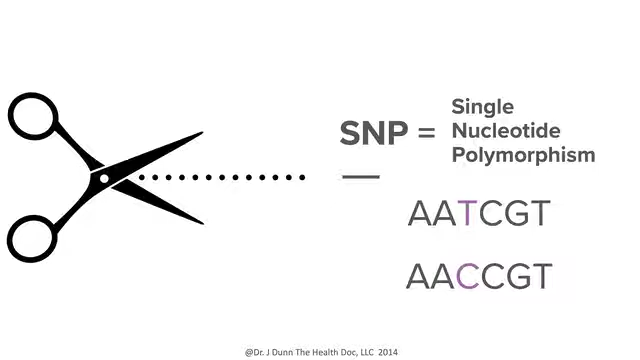 SNP = Single
Nucleotide
Polymorphism
AATCGT
AACCGT
@Dr. J Dunn The Health Doc, LLC 2014